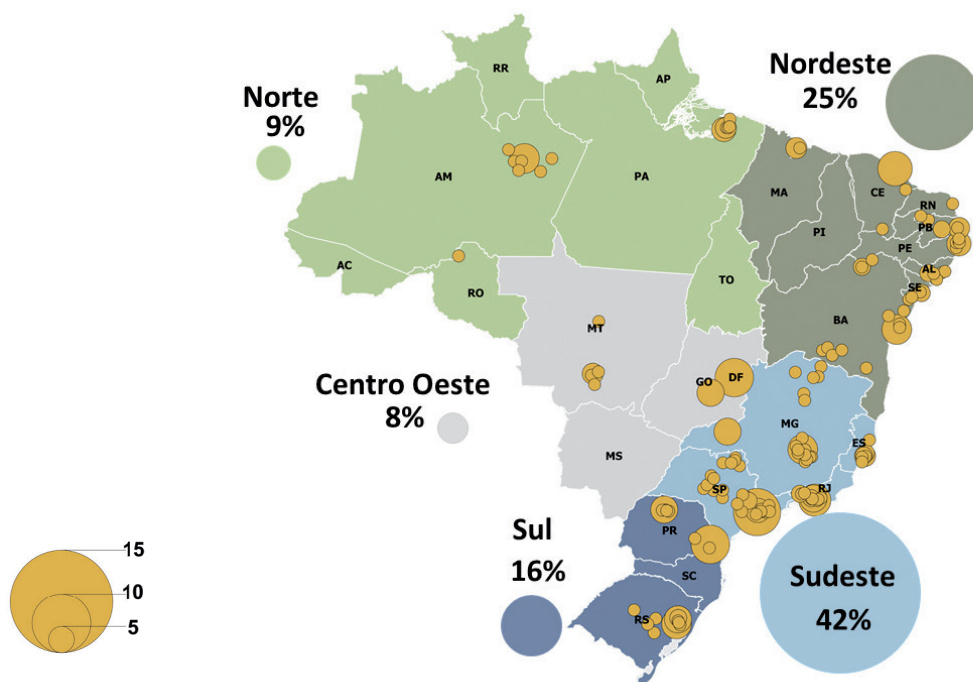 RR
AP
Nordeste
25%
Norte
9%
AM
PA
MA
CE
RN
PB
PI
PE
AC
TO
AL
RO
SE
BA
MT
Centro Oeste
8%
GO
DF
MG
ES
MS
SP
RJ
PR
Sul
16%
SC
Sudeste
42%
RS
15
10
5